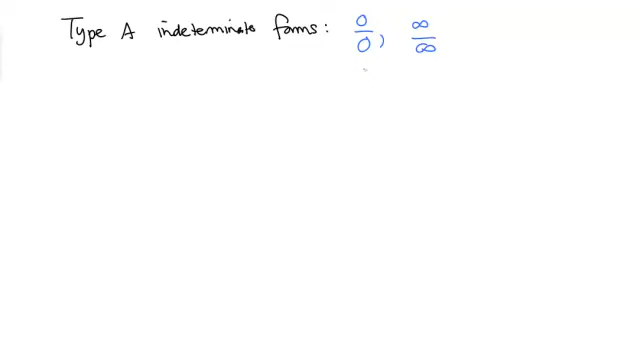 Type A indeterminate forms: 0/0, ∞/∞